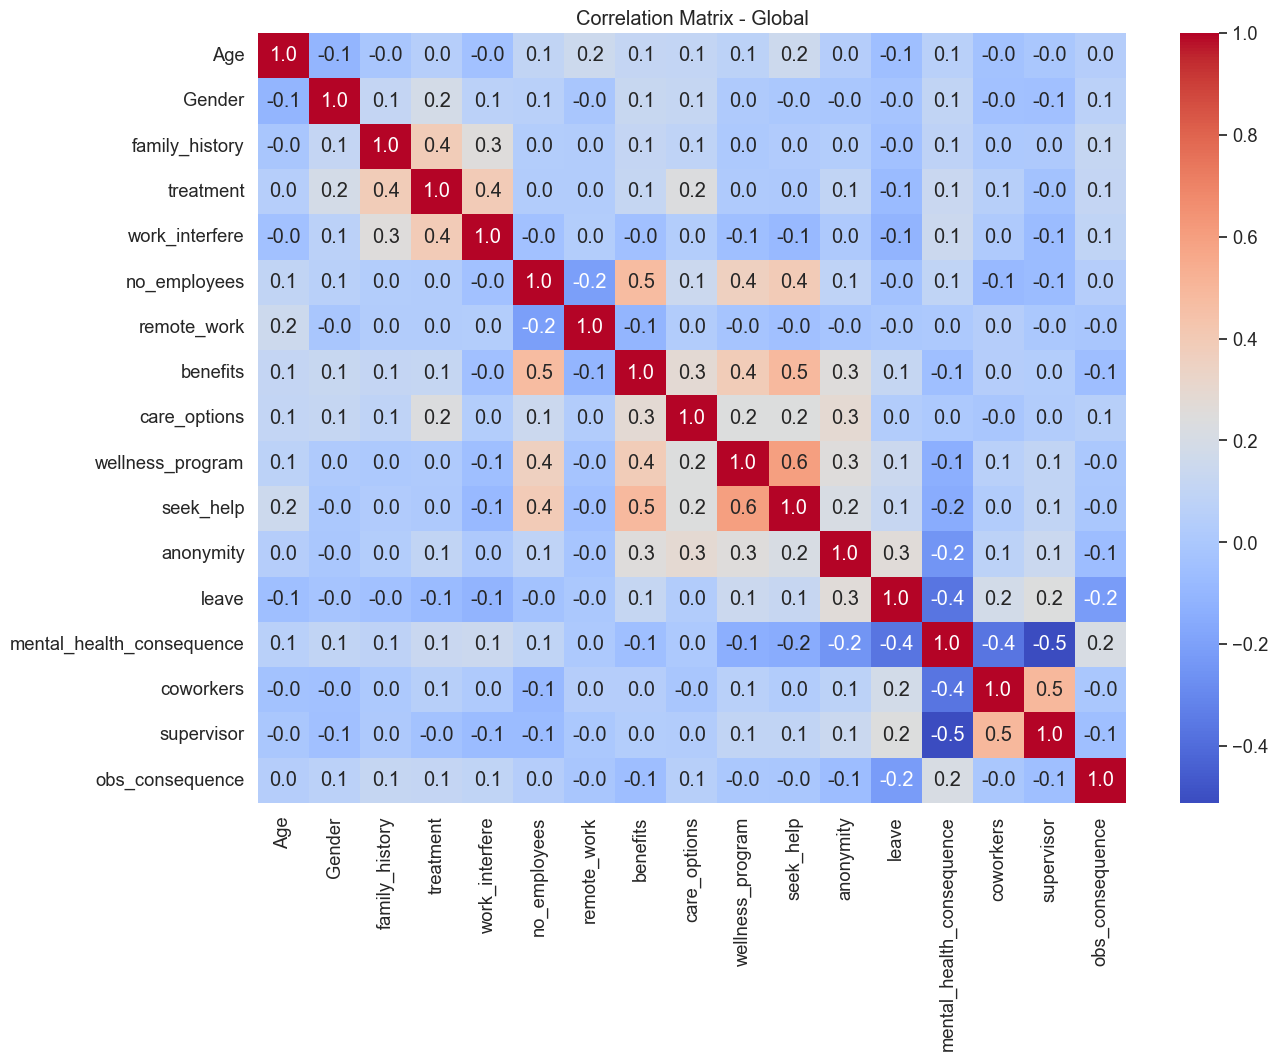 Correlation Matrix - Global
Age 1.0 -0.1 -0.0 0.0 -0.0 0.1 0.2 0.1 0.1 0.1 0.2 0.0 -0.1 0.1 -0.0 -0.0 0.0
Gender -0.1 1.0 0.1 0.2 0.1 0.1 -0.0 0.1 0.1 0.0 -0.0 -0.0 -0.0 0.1 -0.0 -0.1 0.1
family_history -0.0 0.1 1.0 0.4 0.3 0.0 0.0 0.1 0.1 0.0 0.0 0.0 -0.0 0.1 0.0 0.0 0.1
treatment 0.0 0.2 0.4 1.0 0.4 0.0 0.0 0.1 0.2 0.0 0.0 0.1 -0.1 0.1 0.1 -0.0 0.1
work_interfere -0.0 0.1 0.3 0.4 1.0 -0.0 0.0 -0.0 0.0 -0.1 -0.1 0.0 -0.1 0.1 0.0 -0.1 0.1
no_employees 0.1 0.1 0.0 0.0 -0.0 1.0 -0.2 0.5 0.1 0.4 0.4 0.1 -0.0 0.1 -0.1 -0.1 0.0
remote_work 0.2 -0.0 0.0 0.0 0.0 -0.2 1.0 -0.1 0.0 -0.0 -0.0 -0.0 -0.0 0.0 0.0 -0.0 -0.0
benefits 0.1 0.1 0.1 0.1 -0.0 0.5 -0.1 1.0 0.3 0.4 0.5 0.3 0.1 -0.1 0.0 0.0 -0.1
care_options 0.1 0.1 0.1 0.2 0.0 0.1 0.0 0.3 1.0 0.2 0.2 0.3 0.0 0.0 -0.0 0.0 0.1
wellness_program 0.1 0.0 0.0 0.0 -0.1 0.4 -0.0 0.4 0.2 1.0 0.6 0.3 0.1 -0.1 0.1 0.1 -0.0
seek_help 0.2 -0.0 0.0 0.0 -0.1 0.4 -0.0 0.5 0.2 0.6 1.0 0.2 0.1 -0.2 0.0 0.1 -0.0
anonymity 0.0 -0.0 0.0 0.1 0.0 0.1 -0.0 0.3 0.3 0.3 0.2 1.0 0.3 -0.2 0.1 0.1 -0.1
leave -0.1 -0.0 -0.0 -0.1 -0.1 -0.0 -0.0 0.1 0.0 0.1 0.1 0.3 1.0 -0.4 0.2 0.2 -0.2
mental_health_consequence 0.1 0.1 0.1 0.1 0.1 0.1 0.0 -0.1 0.0 -0.1 -0.2 -0.2 -0.4 1.0 -0.4 -0.5 0.2
coworkers -0.0 -0.0 0.0 0.1 0.0 -0.1 0.0 0.0 -0.0 0.1 0.0 0.1 0.2 -0.4 1.0 0.5 -0.0
supervisor -0.0 -0.1 0.0 -0.0 -0.1 -0.1 -0.0 0.0 0.0 0.1 0.1 0.1 0.2 -0.5 0.5 1.0 -0.1
obs_consequence 0.0 0.1 0.1 0.1 0.1 0.0 -0.0 -0.1 0.1 -0.0 -0.0 -0.1 -0.2 0.2 -0.0 -0.1 1.0
Age
Gender
family_history
treatment
work_interfere
no_employees
remote_work
benefits
care_options
wellness_program
seek_help
anonymity
leave
mental_health_consequence
coworkers
supervisor
obs_consequence
1.0
0.8
0.6
0.4
0.2
0.0
−0.2
−0.4